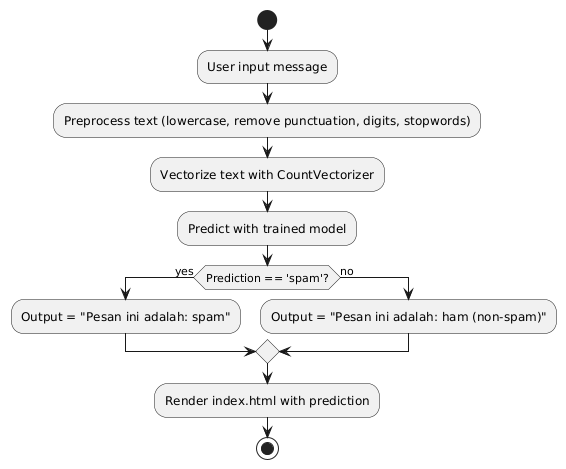 User input message
Preprocess text (lowercase, remove punctuation, digits, stopwords)
Vectorize text with CountVectorizer
Predict with trained model
yes
Prediction == 'spam'?
no
Output = "Pesan ini adalah: spam"
Output = "Pesan ini adalah: ham (non-spam)"
Render index.html with prediction